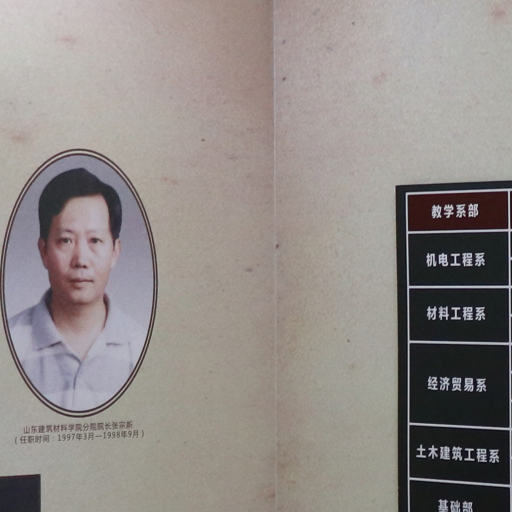 山东建筑材料学院分院院长张宗新
（任职时间：1997年3月—1998年9月）
教学系部
机电工程系
材料工程系
经济贸易系
土木建筑工程系
基础部